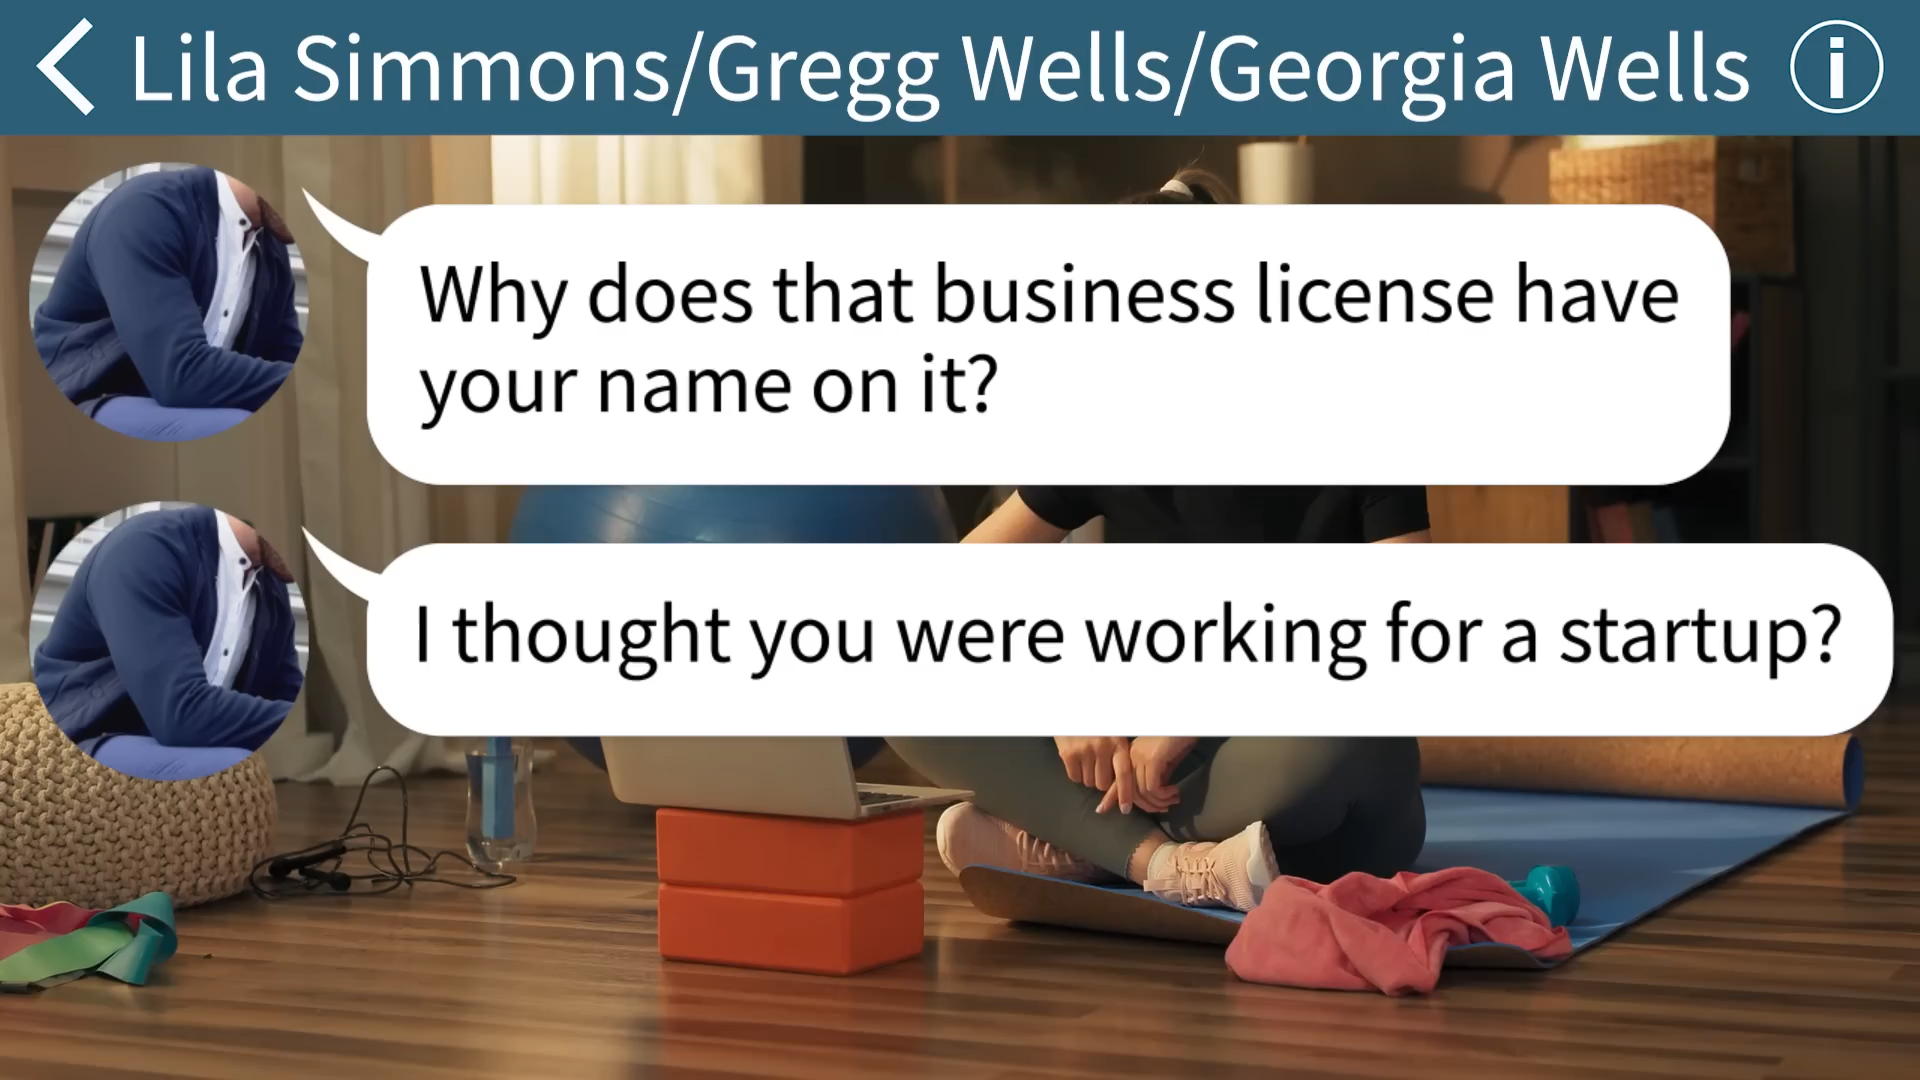 Lila Simmons/Gregg Wells/Georgia Wells
Why does that business license have
your name on it?
I thought you were working for a startup?